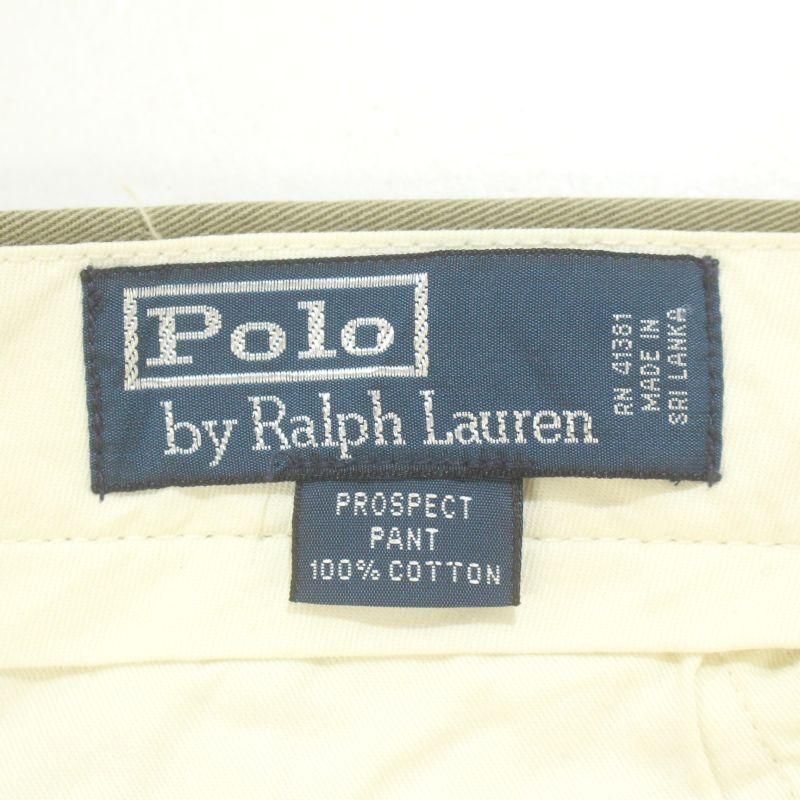 Polo
by Ralph Lauren
RN 41381
MADE IN
SRI LANKA
PROSPECT
PANT
100% COTTON